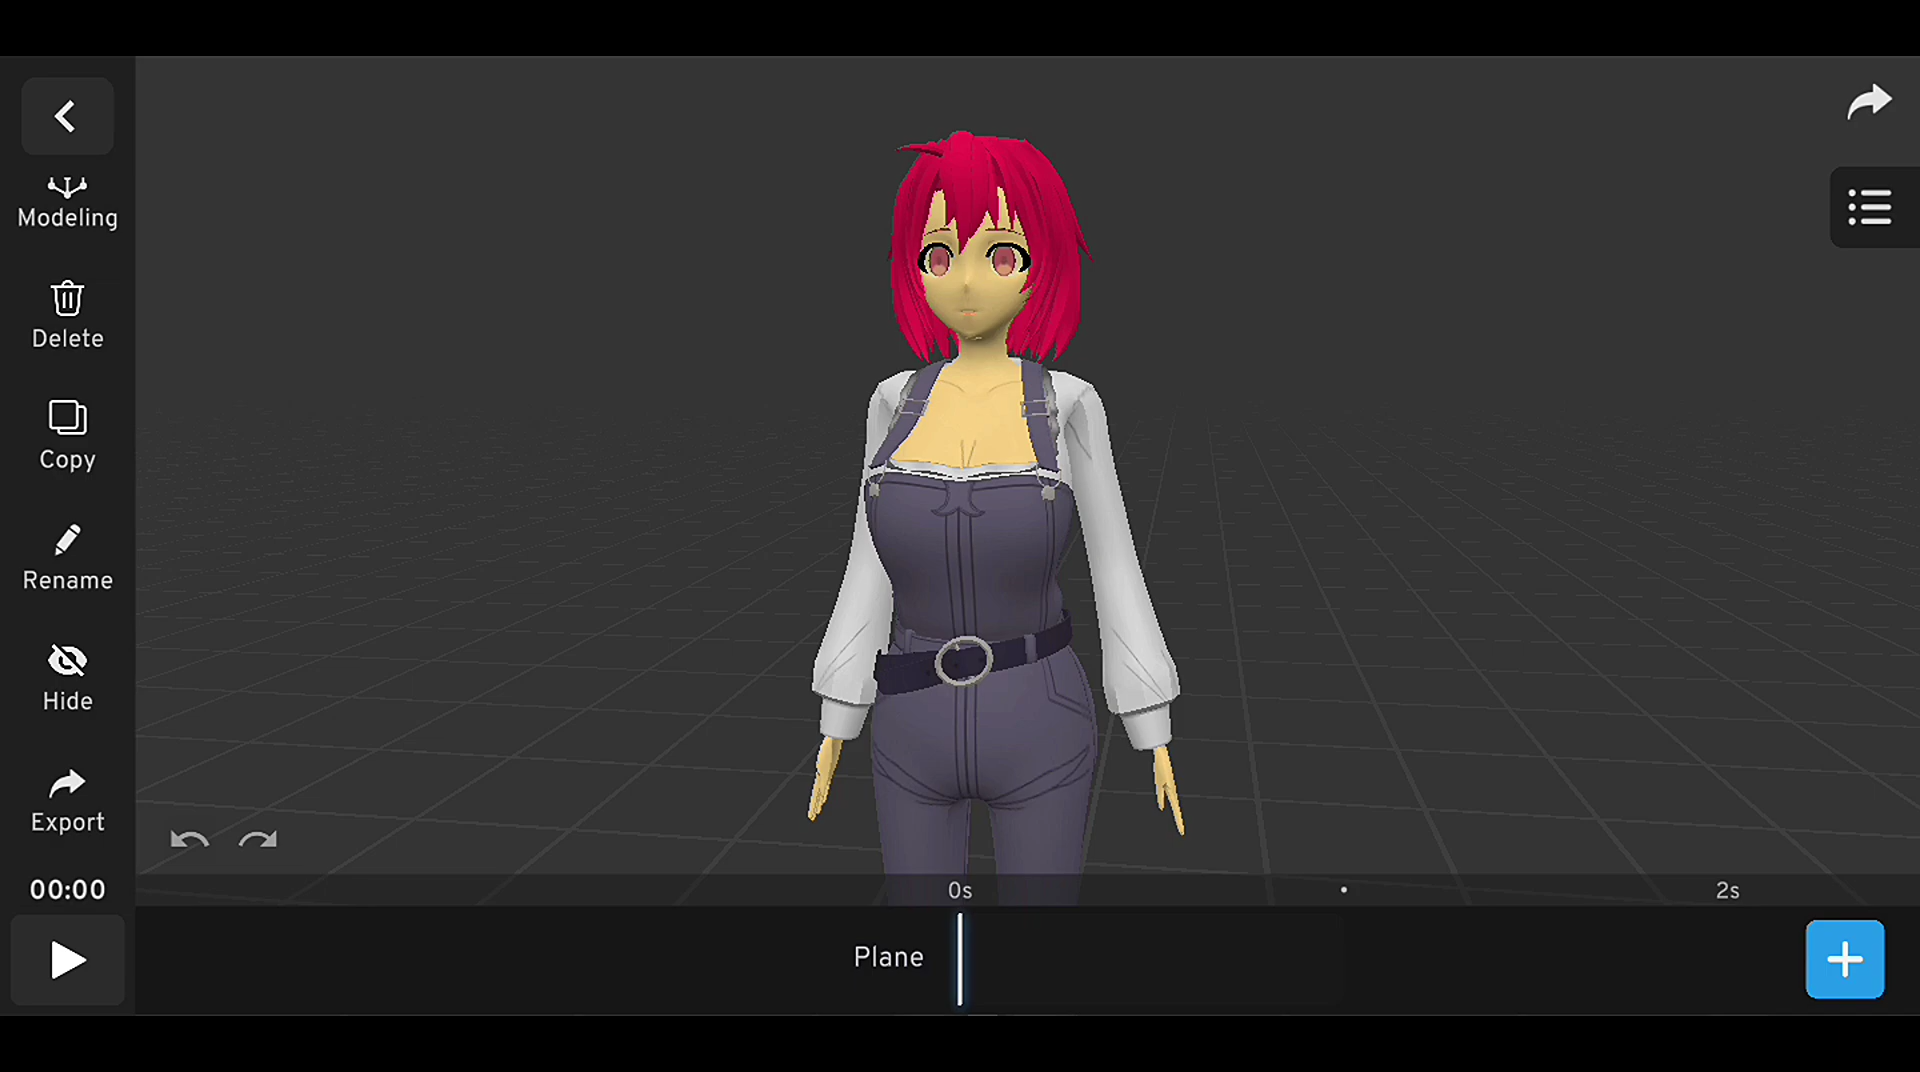 Modeling
Delete
Copy
Rename
Hide
Export
00:00
0s
2s
Plane